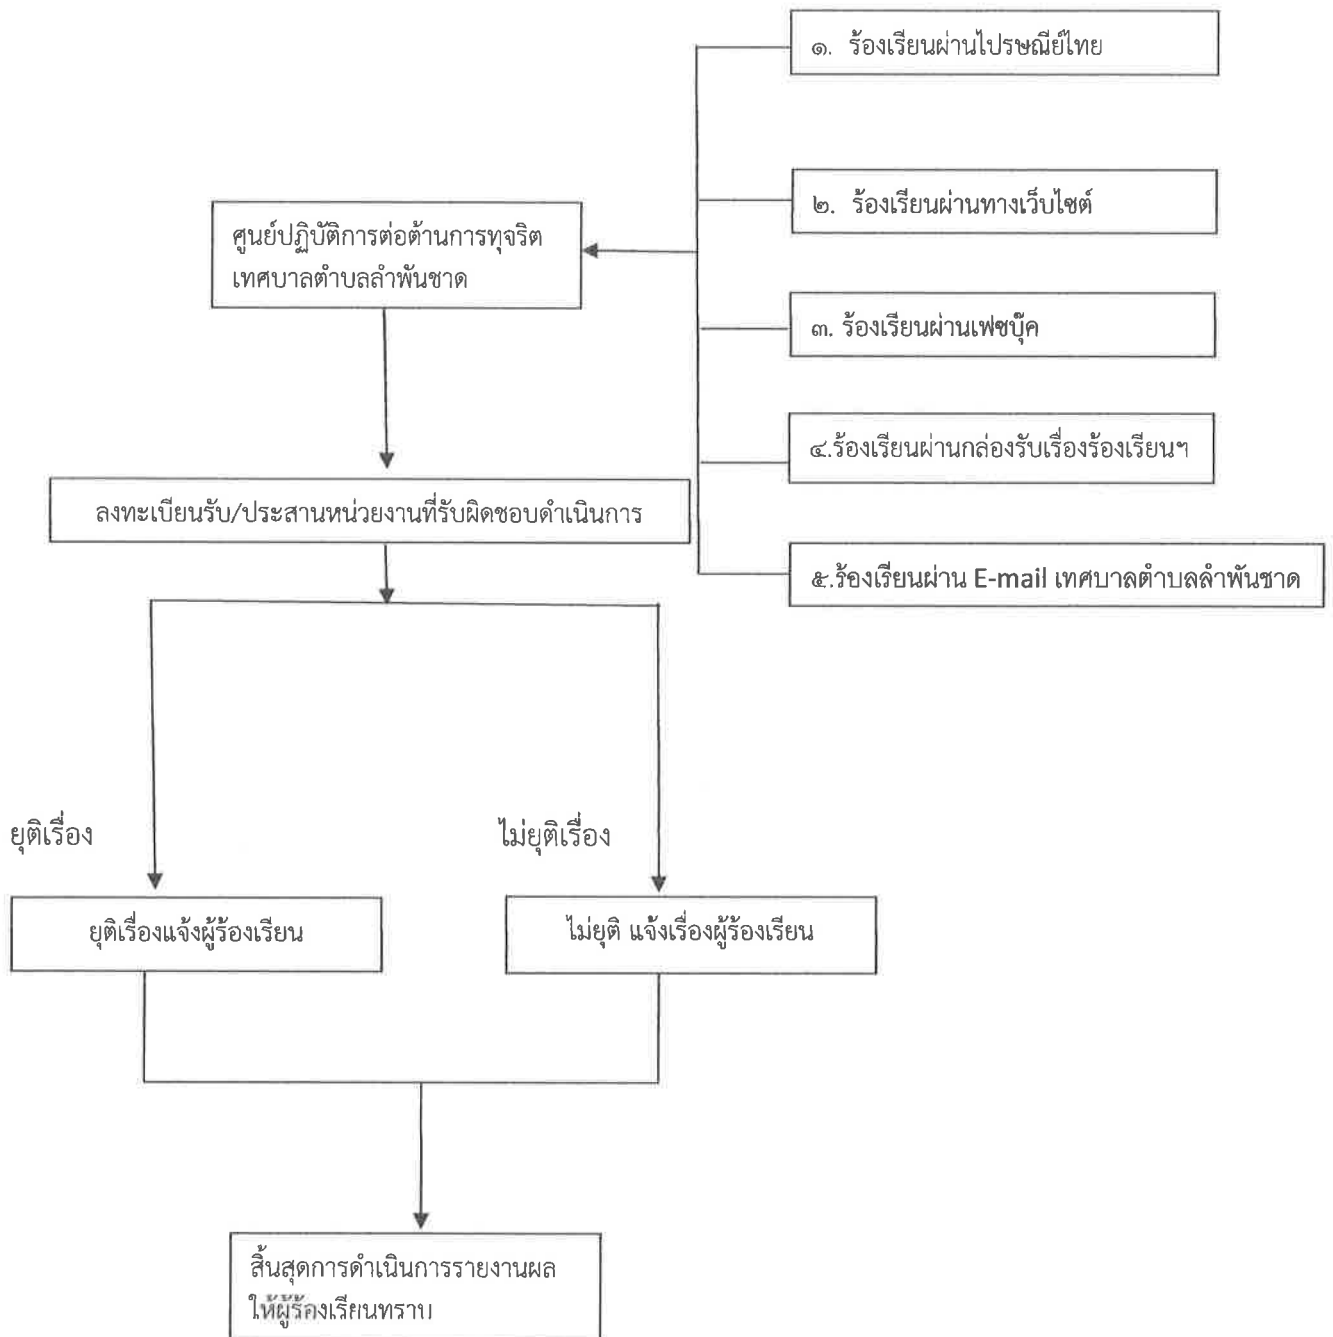 ๑. ร้องเรียนผ่านไปรษณีย์ไทย
๒. ร้องเรียนผ่านทางเว็บไซต์
ศูนย์ปฏิบัติการต่อต้านการทุจริต
เทศบาลตำบลลำพันชาด
๓. ร้องเรียนผ่านเฟซบุ๊ค
๔.ร้องเรียนผ่านกล่องรับเรื่องร้องเรียนฯ
ลงทะเบียนรับ/ประสานหน่วยงานที่รับผิดชอบดำเนินการ
๕.ร้องเรียนผ่าน E-mail เทศบาลตำบลลำพันชาด
ยุติเรื่อง
ไม่ยุติเรื่อง
ยุติเรื่องแจ้งผู้ร้องเรียน
ไม่ยุติ แจ้งเรื่องผู้ร้องเรียน
สิ้นสุดการดำเนินการรายงานผล
ให้ผู้ร้องเรียนทราบ